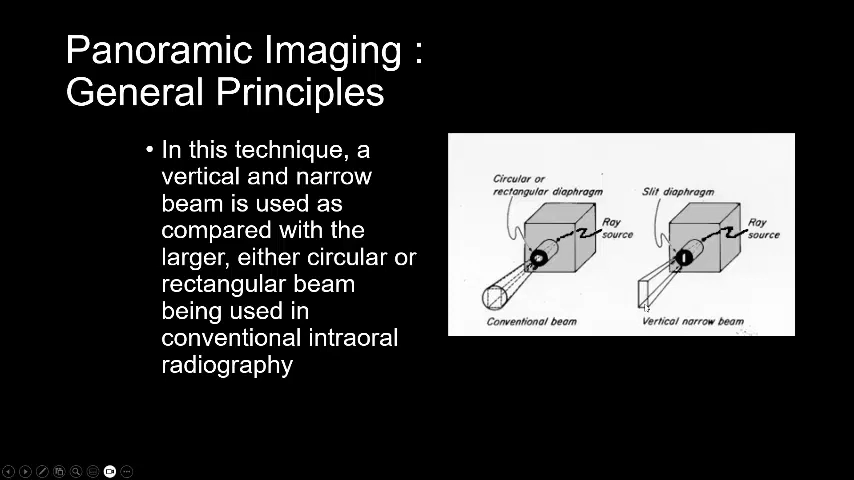 Panoramic Imaging :
General Principles
• In this technique, a
vertical and narrow
beam is used as
compared with the
larger, either circular or
rectangular beam
being used in
conventional intraoral
radiography
Circular or
rectangular diaphragm
Ray
source
Conventional beam
Slit diaphragm
Ray
source
Vertical narrow beam